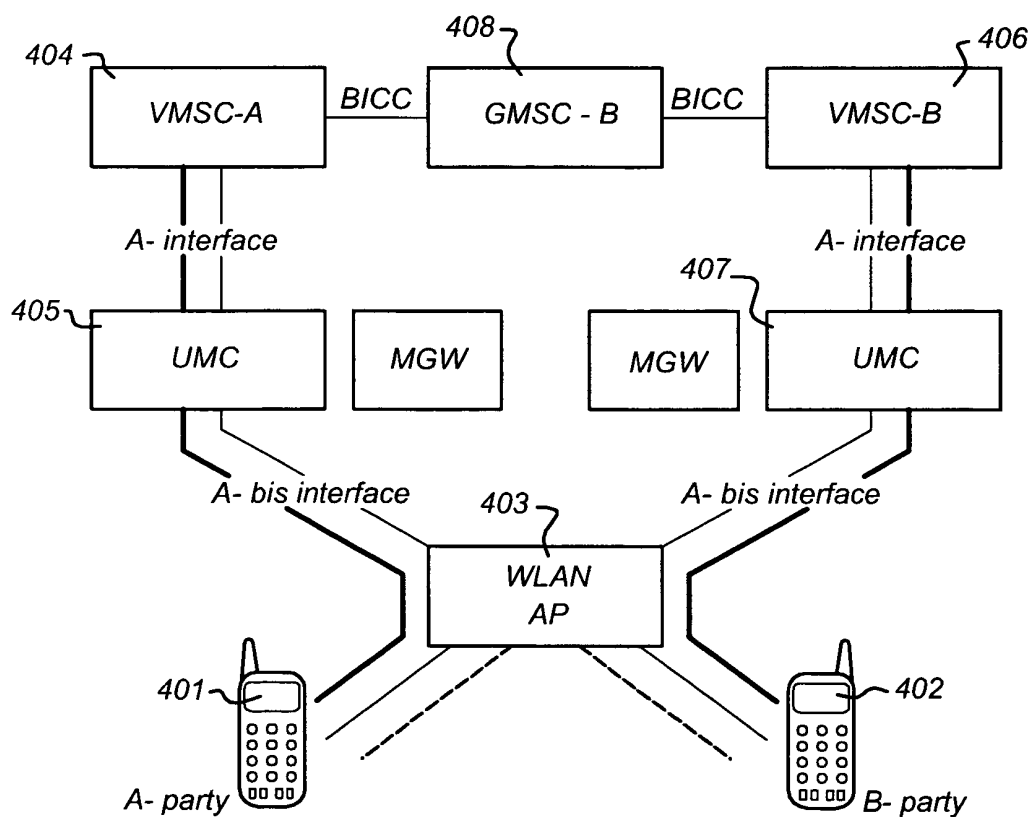 404
408
406
VMSC-A
BICC
GMSC - B
BICC
VMSC-B
A- interface
A- interface
405
407
UMC
MGW
MGW
UMC
A- bis interface
A- bis interface
403
WLAN
AP
401
402
A- party
B- party